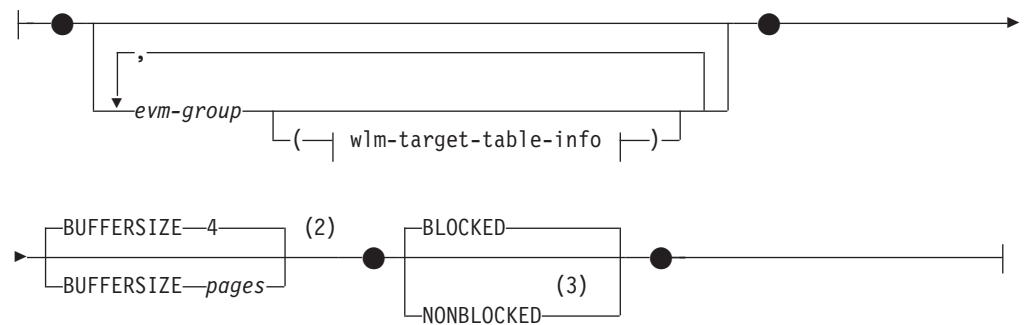 ,
evm-group
( wlm-target-table-info )
BUFFERSIZE 4 (2) BLOCKED
BUFFERSIZE pages (3)
NONBLOCKED